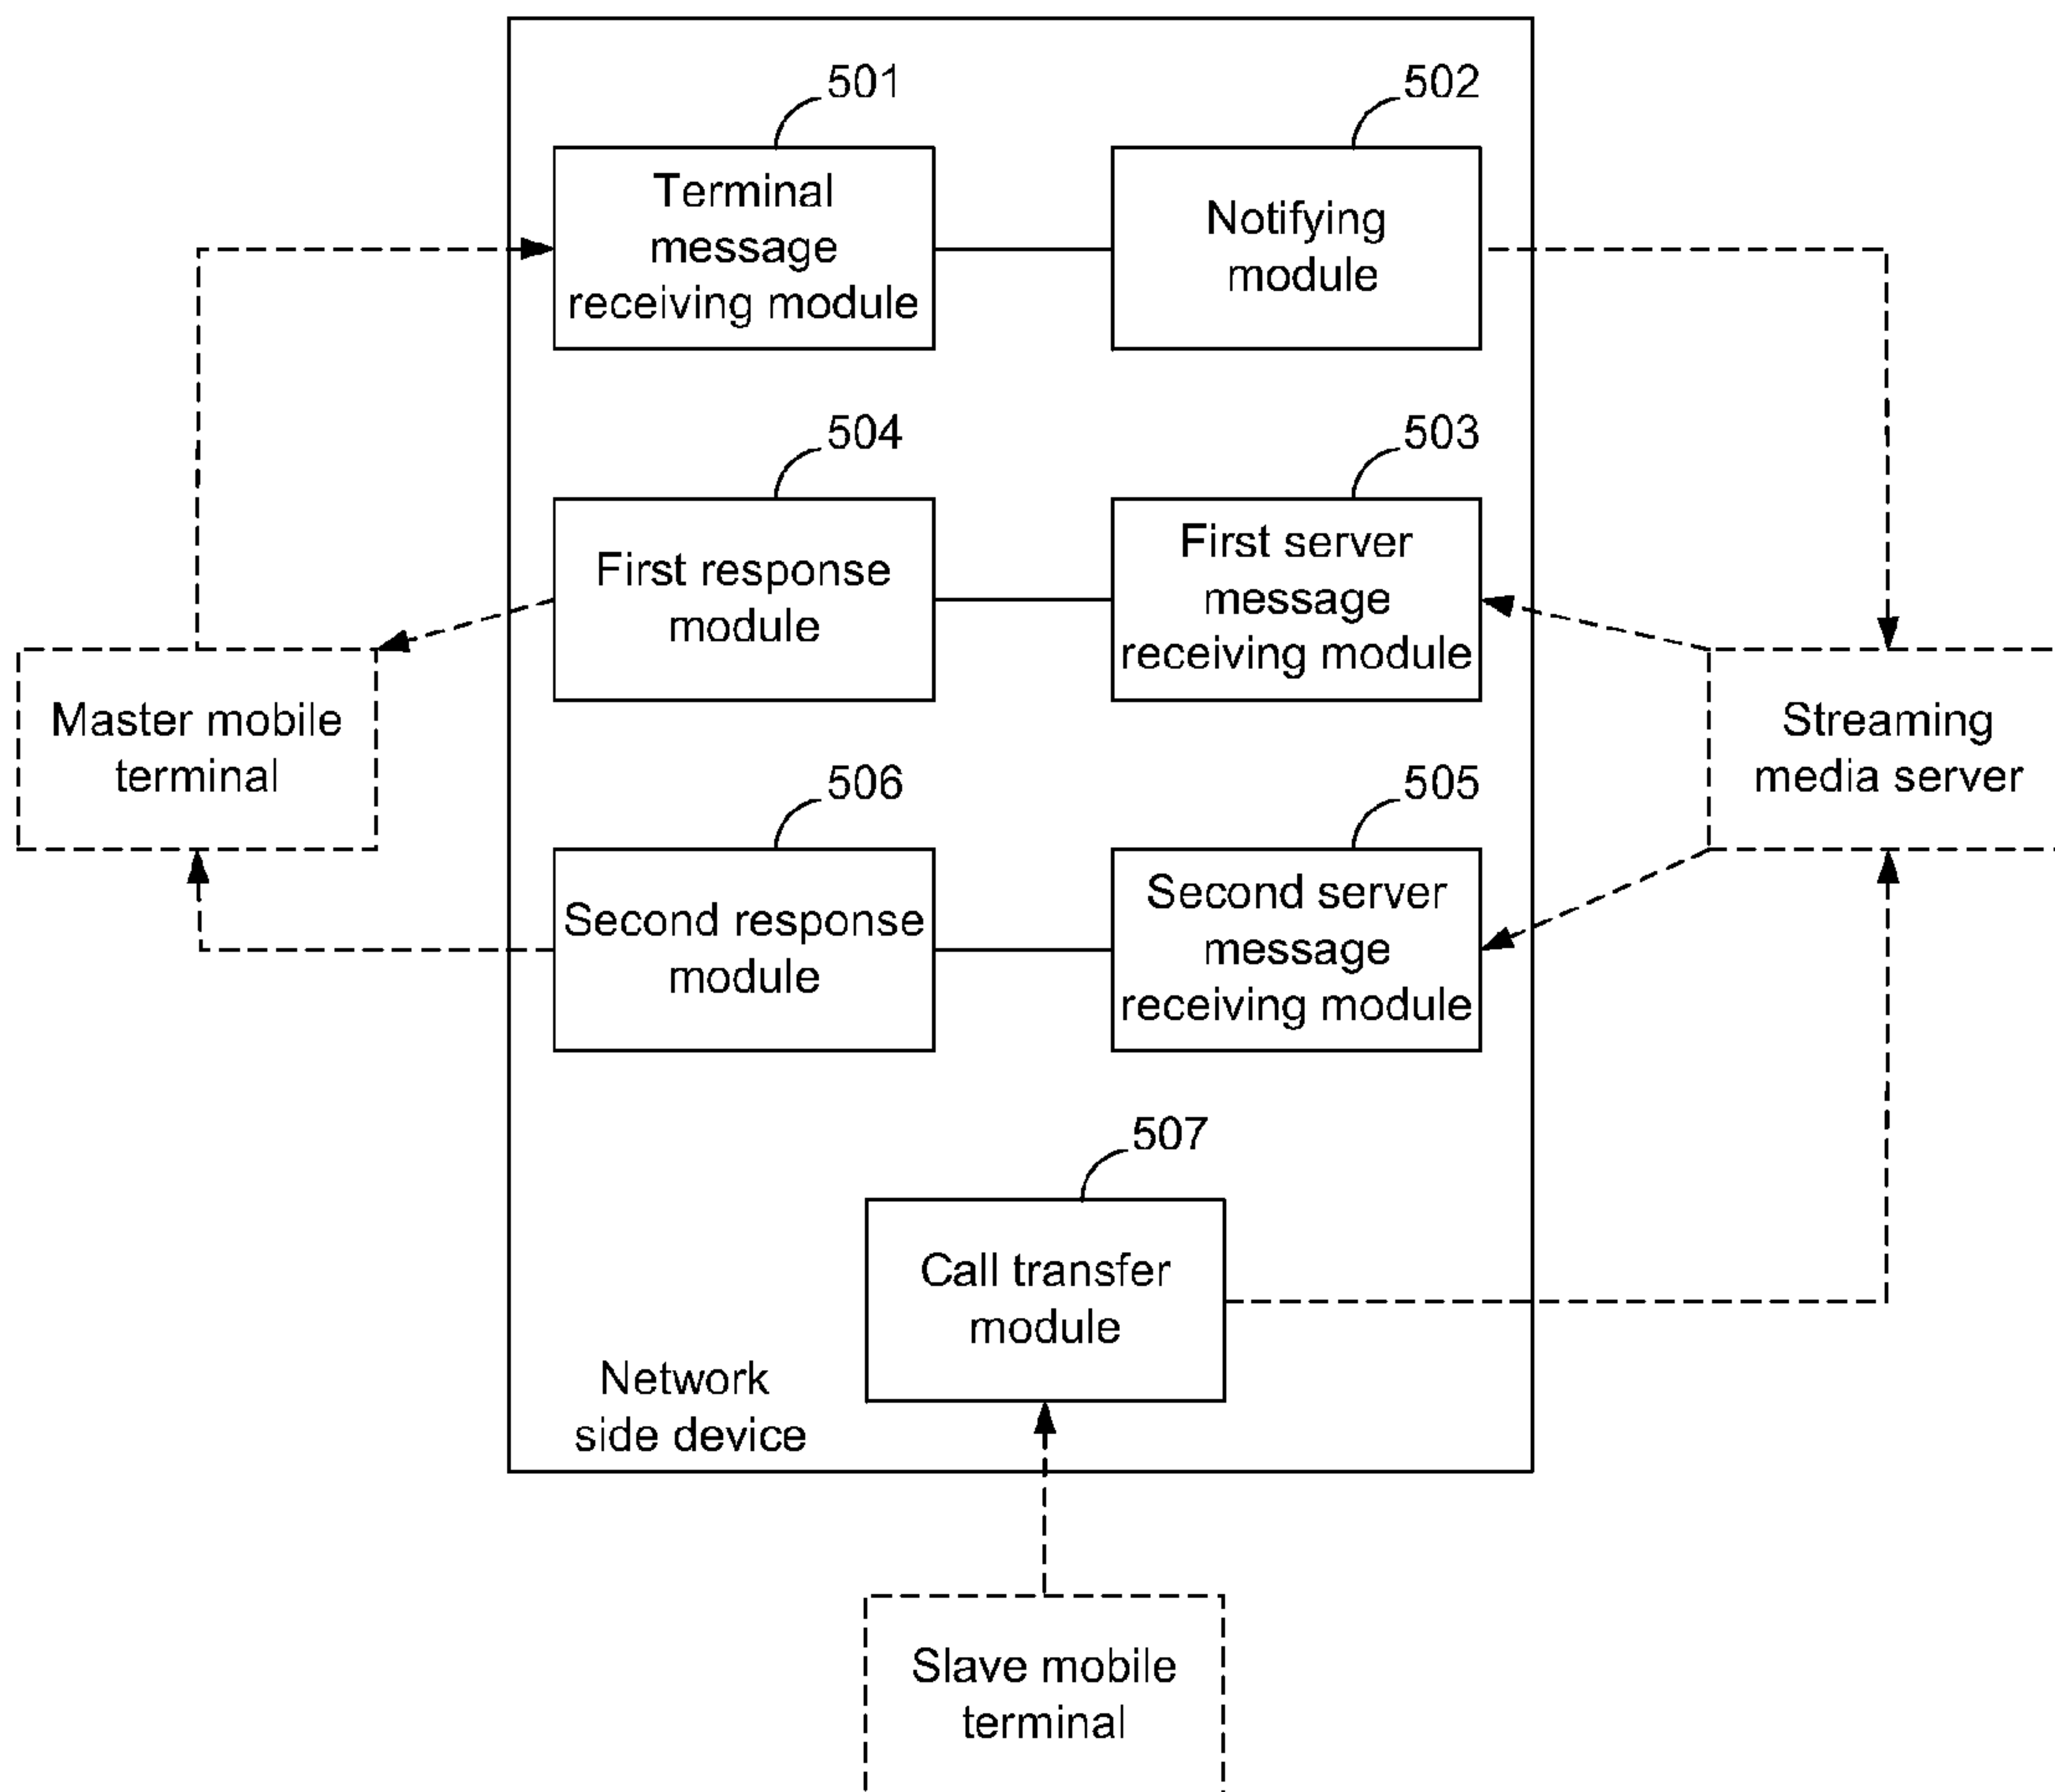 501
502
Terminal
message
receiving module
Notifying
module
504
503
First response
module
First server
message
receiving module
Master mobile
terminal
Streaming
media server
506
505
Second response
module
Second server
message
receiving module
507
Call transfer
module
Network
side device
Slave mobile
terminal